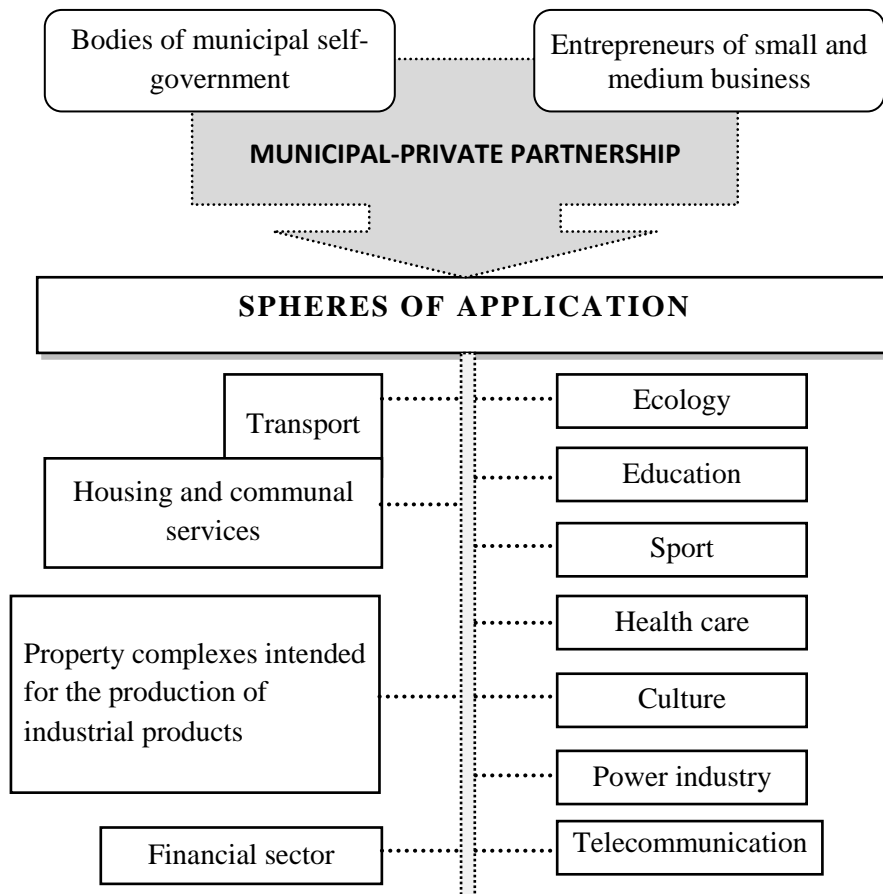 Bodies of municipal self-
government
Entrepreneurs of small and
medium business
MUNICIPAL-PRIVATE PARTNERSHIP
SPHERES OF APPLICATION
Transport
Housing and communal
services
Property complexes intended
for the production of
industrial products
Financial sector
Ecology
Education
Sport
Health care
Culture
Power industry
Telecommunication